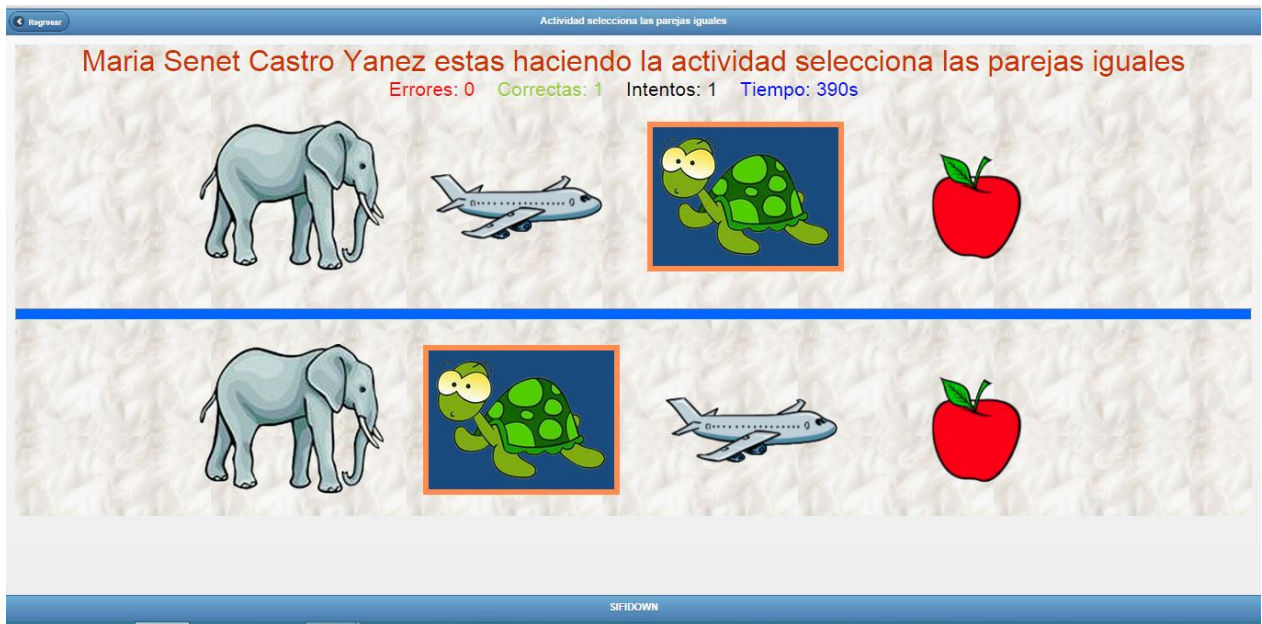 Regresar
Actividad selecciona las parejas iguales
Maria Senet Castro Yanez estas haciendo la actividad selecciona las parejas iguales
Errores: 0 Correctas: 1 Intentos: 1 Tiempo: 390s
SIFIDOWN